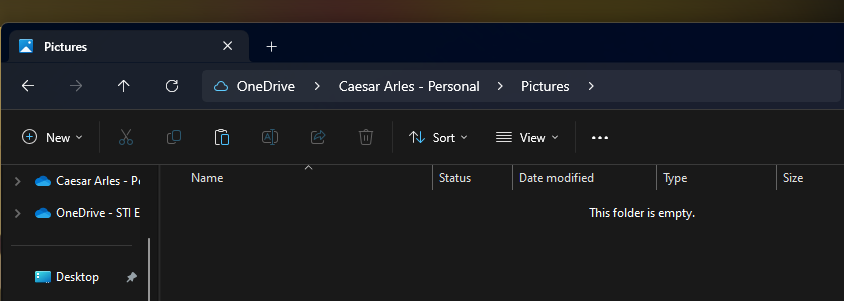 Pictures
OneDrive > Caesar Arles - Personal > Pictures >
New Sort View
Caesar Arles - Pe
OneDrive - STI E
Desktop
Name Status Date modified Type Size
This folder is empty.